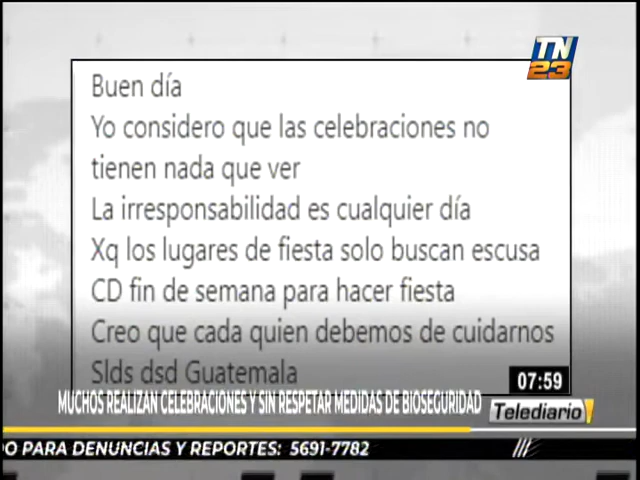 TN
23
Buen día
Yo considero que las celebraciones no
tienen nada que ver
La irresponsabilidad es cualquier día
Xq los lugares de fiesta solo buscan escusa
CD fin de semana para hacer fiesta
Creo que cada quien debemos de cuidarnos
Slds dsd Guatemala
07:59
MUCHOS REALIZAN CELEBRACIONES Y SIN RESPETAR MEDIDAS DE BIOSEGURIDAD
Telediario
O PARA DENUNCIAS Y REPORTES: 5691-7782